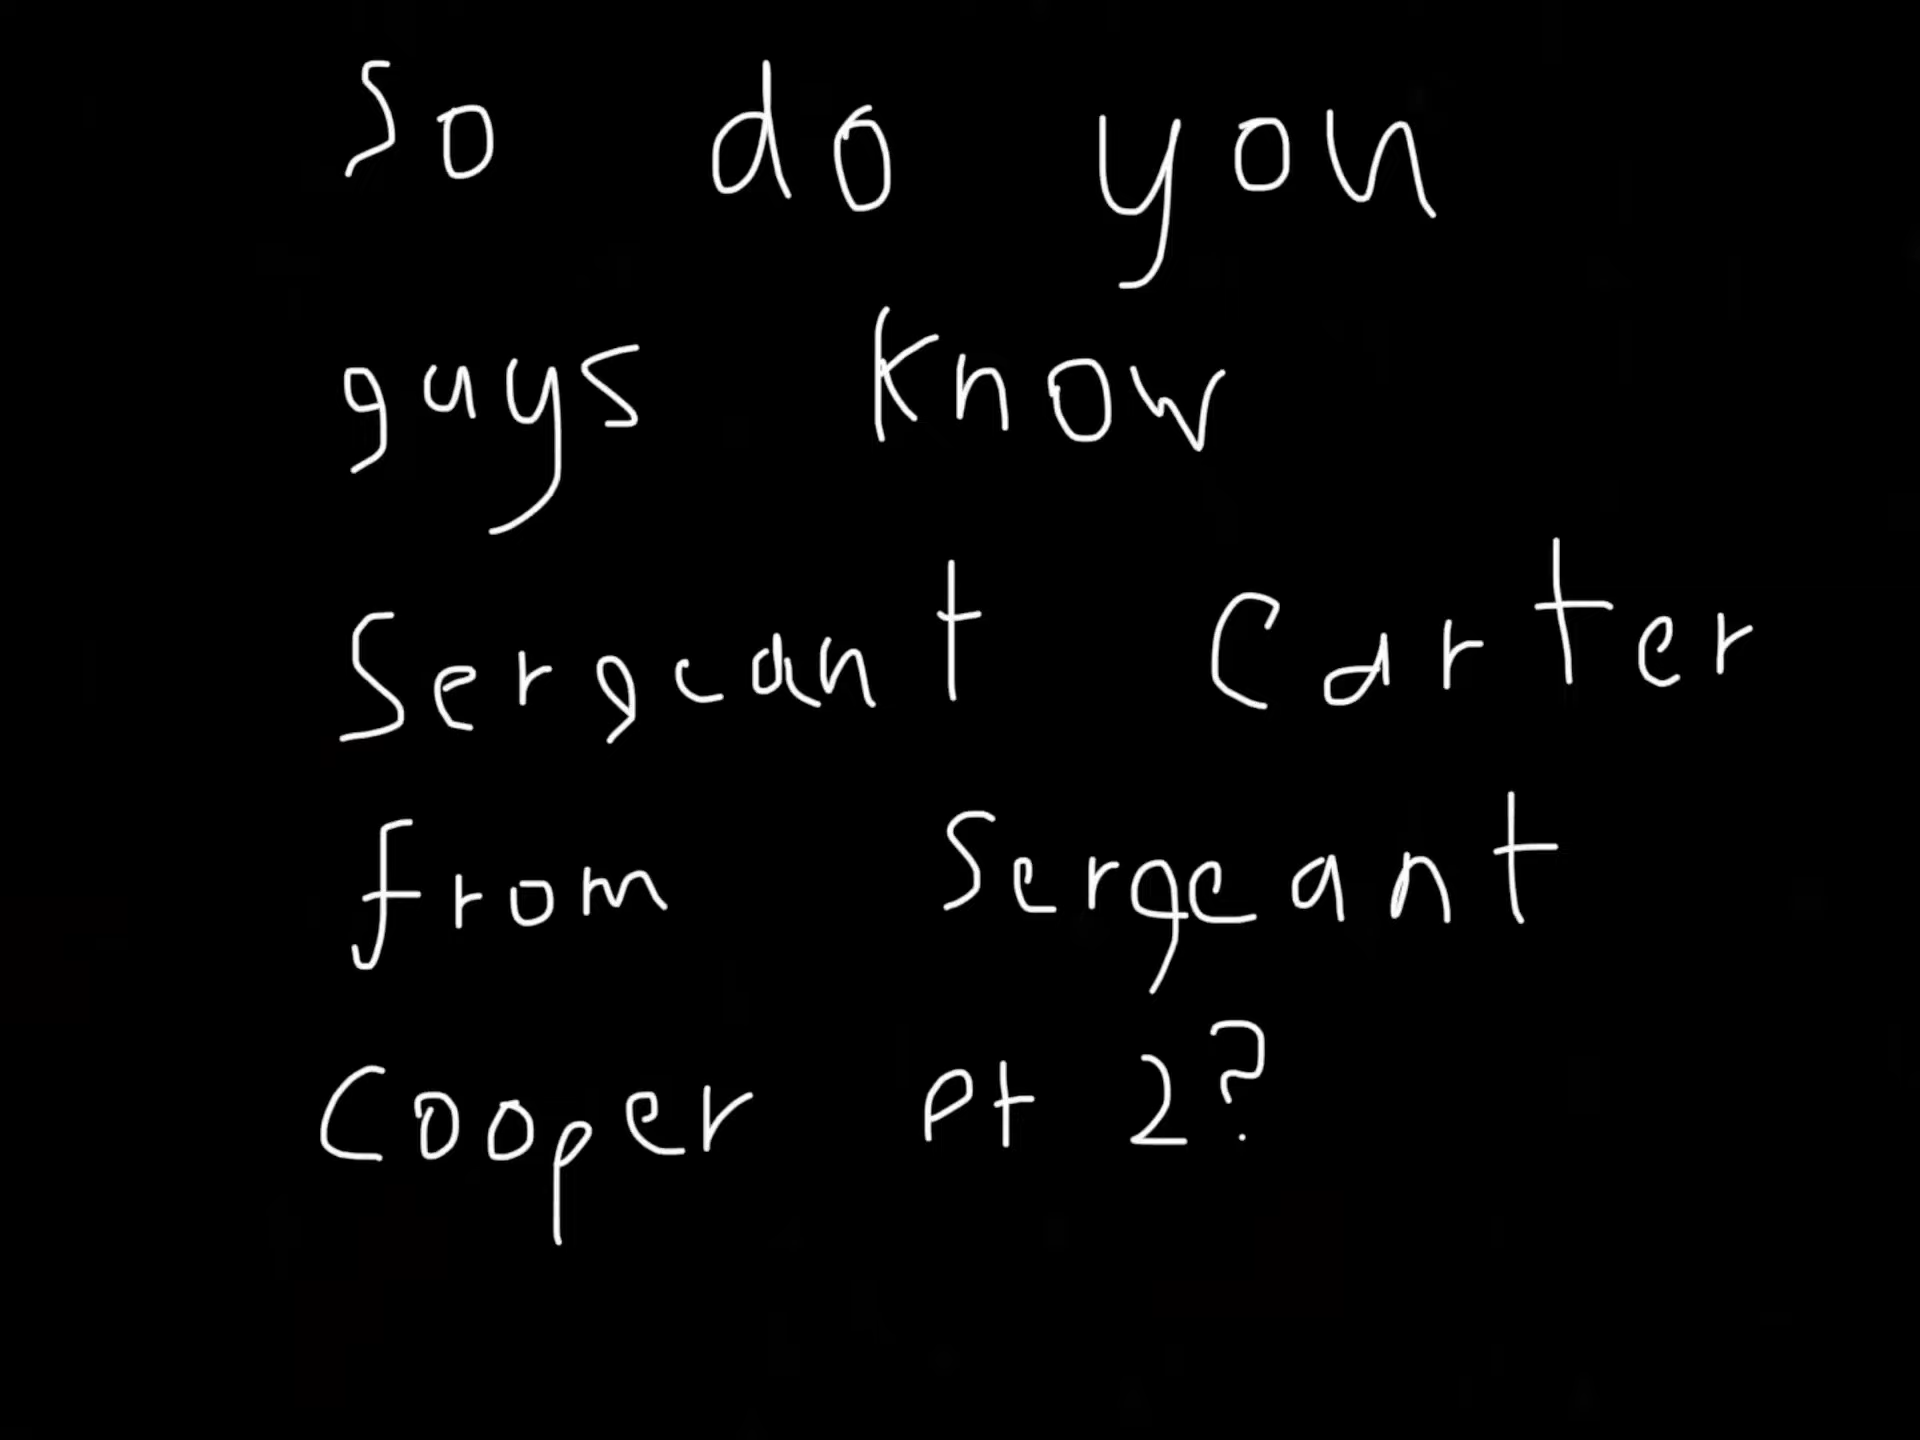 So do you
guys know
Sergeant Carter
from Sergeant
Cooper Pt 2?